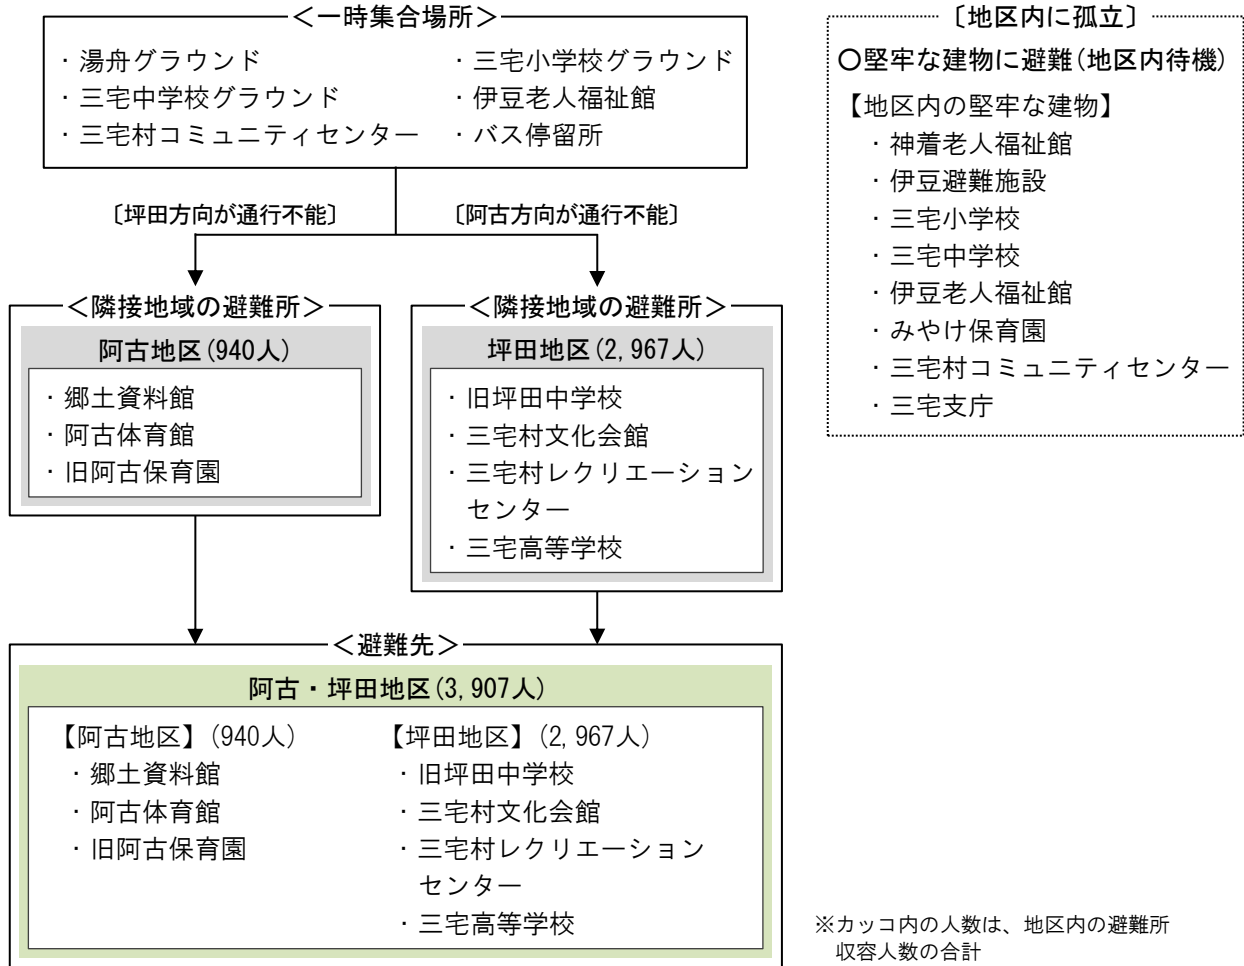 ＜一時集合場所＞
・湯舟グラウンド
・三宅中学校グラウンド
・三宅村コミュニティセンター
・三宅小学校グラウンド
・伊豆老人福祉館
・バス停留所
〔坪田方向が通行不能〕
〔阿古方向が通行不能〕
＜隣接地域の避難所＞
阿古地区(940人)
・郷土資料館
・阿古体育館
・旧阿古保育園
＜隣接地域の避難所＞
坪田地区(2,967人)
・旧坪田中学校
・三宅村文化会館
・三宅村レクリエーション
センター
・三宅高等学校
＜避難先＞
阿古・坪田地区(3,907人)
【阿古地区】(940人)
・郷土資料館
・阿古体育館
・旧阿古保育園
【坪田地区】(2,967人)
・旧坪田中学校
・三宅村文化会館
・三宅村レクリエーション
センター
・三宅高等学校
〔地区内に孤立〕
○堅牢な建物に避難(地区内待機)
【地区内の堅牢な建物】
・神着老人福祉館
・伊豆避難施設
・三宅小学校
・三宅中学校
・伊豆老人福祉館
・みやけ保育園
・三宅村コミュニティセンター
・三宅支庁
※カッコ内の人数は、地区内の避難所
収容人数の合計